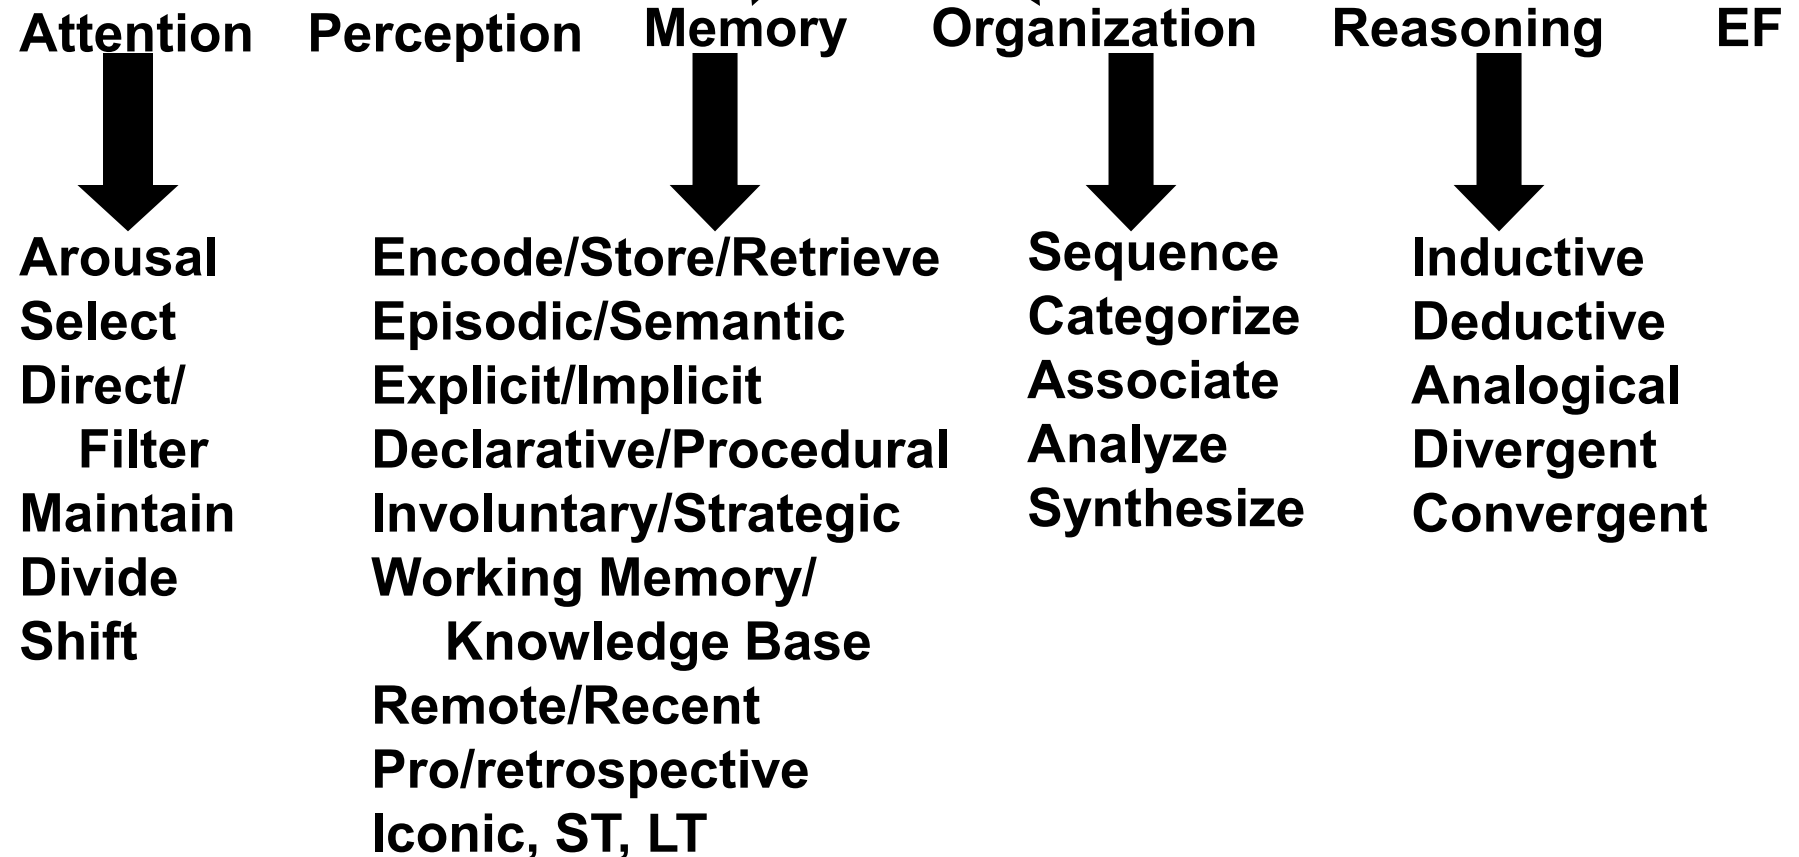 Attention Perception Memory Organization Reasoning EF
Arousal
Select
Direct/
Filter
Maintain
Divide
Shift
Encode/Store/Retrieve
Episodic/Semantic
Explicit/Implicit
Declarative/Procedural
Involuntary/Strategic
Working Memory/
Knowledge Base
Remote/Recent
Pro/retrospective
Iconic, ST, LT
Sequence
Categorize
Associate
Analyze
Synthesize
Inductive
Deductive
Analogical
Divergent
Convergent